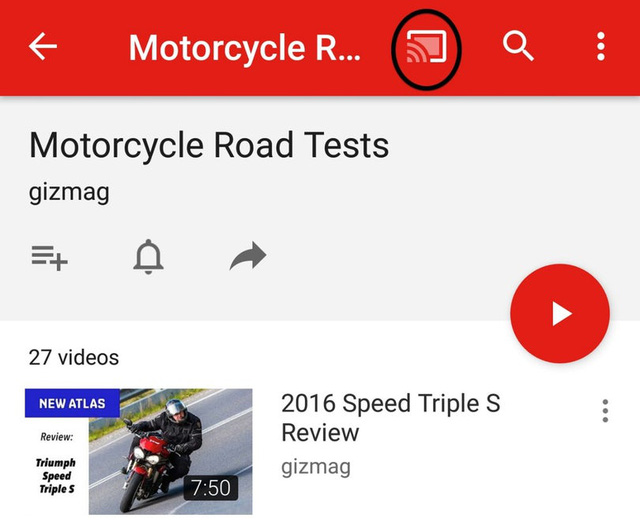 Motorcycle R...
Motorcycle Road Tests
gizmag
27 videos
NEW ATLAS
Review:
Triumph
Speed
Triple S
7:50
2016 Speed Triple S
Review
gizmag